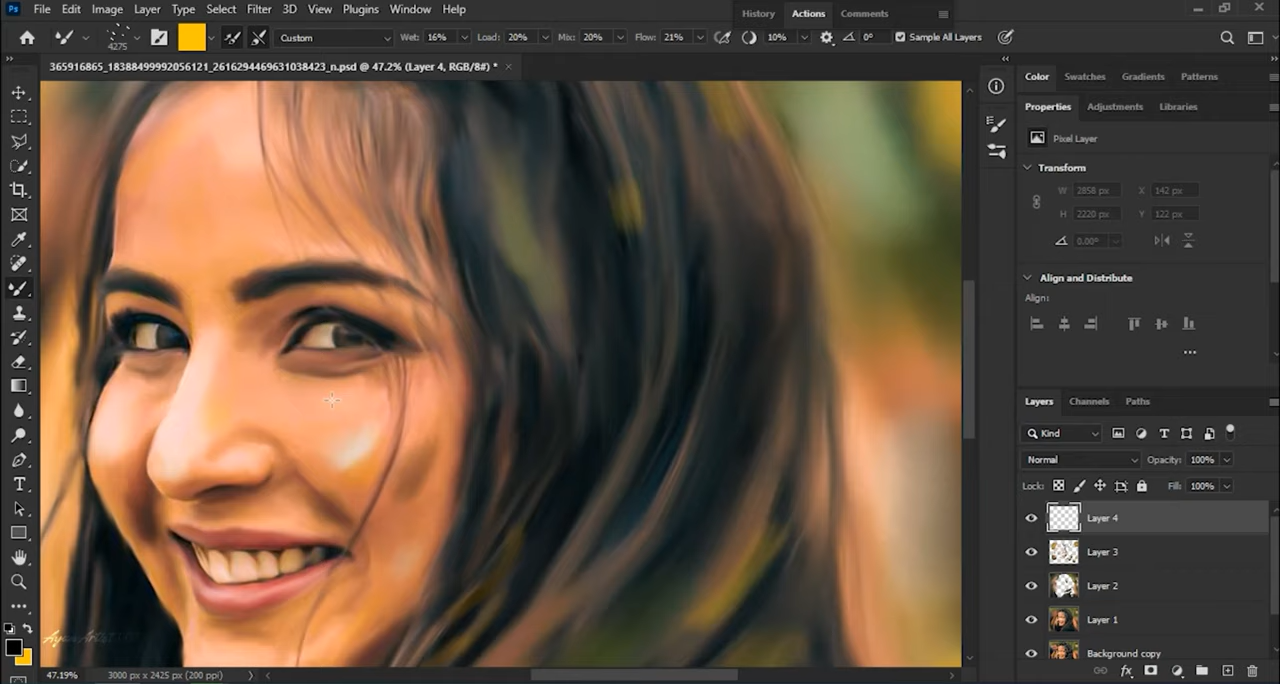 Ps File Edit Image Layer Type Select Filter 3D View Plugins Window Help
History Actions Comments
4275 Custom Wet: 16% Load: 20% Mix: 20% Flow: 21% 10% 0° Sample All Layers
365916865_18388499992056121_2616294469631038423_n.psd @ 47.2% (Layer 4, RGB/8#) *
Color Swatches Gradients Patterns
Properties Adjustments Libraries
Pixel Layer
Transform
W 2858 px X 142 px
H 2220 px Y 122 px
0.00°
Align and Distribute
Align:
Layers Channels Paths
Kind
Normal Opacity: 100%
Lock: Fill: 100%
Layer 4
Layer 3
Layer 2
Layer 1
Background copy
47.19% 3000 px x 2425 px (200 ppi)